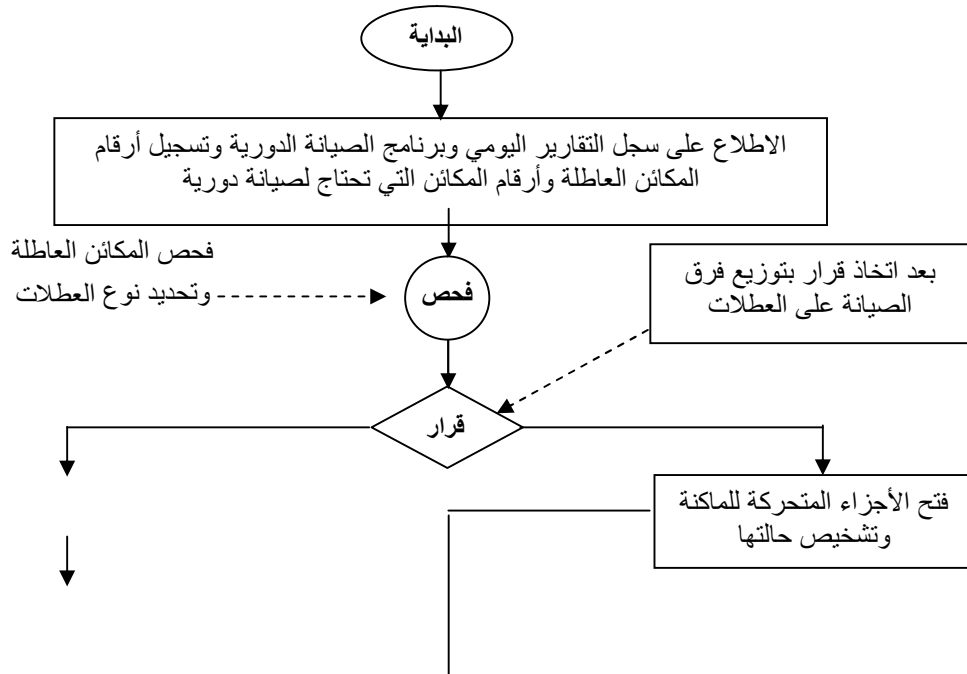 البداية
الاطلاع على سجل التقارير اليومي وبرنامج الصيانة الدورية وتسجيل أرقام
المكائن العاطلة وأرقام المكائن التي تحتاج لصيانة دورية
فحص المكائن العاطلة
وتحديد نوع العطلات
فحص
بعد اتخاذ قرار بتوزيع فرق
الصيانة على العطلات
قرار
فتح الأجزاء المتحركة للماكنة
وتشخيص حالتها